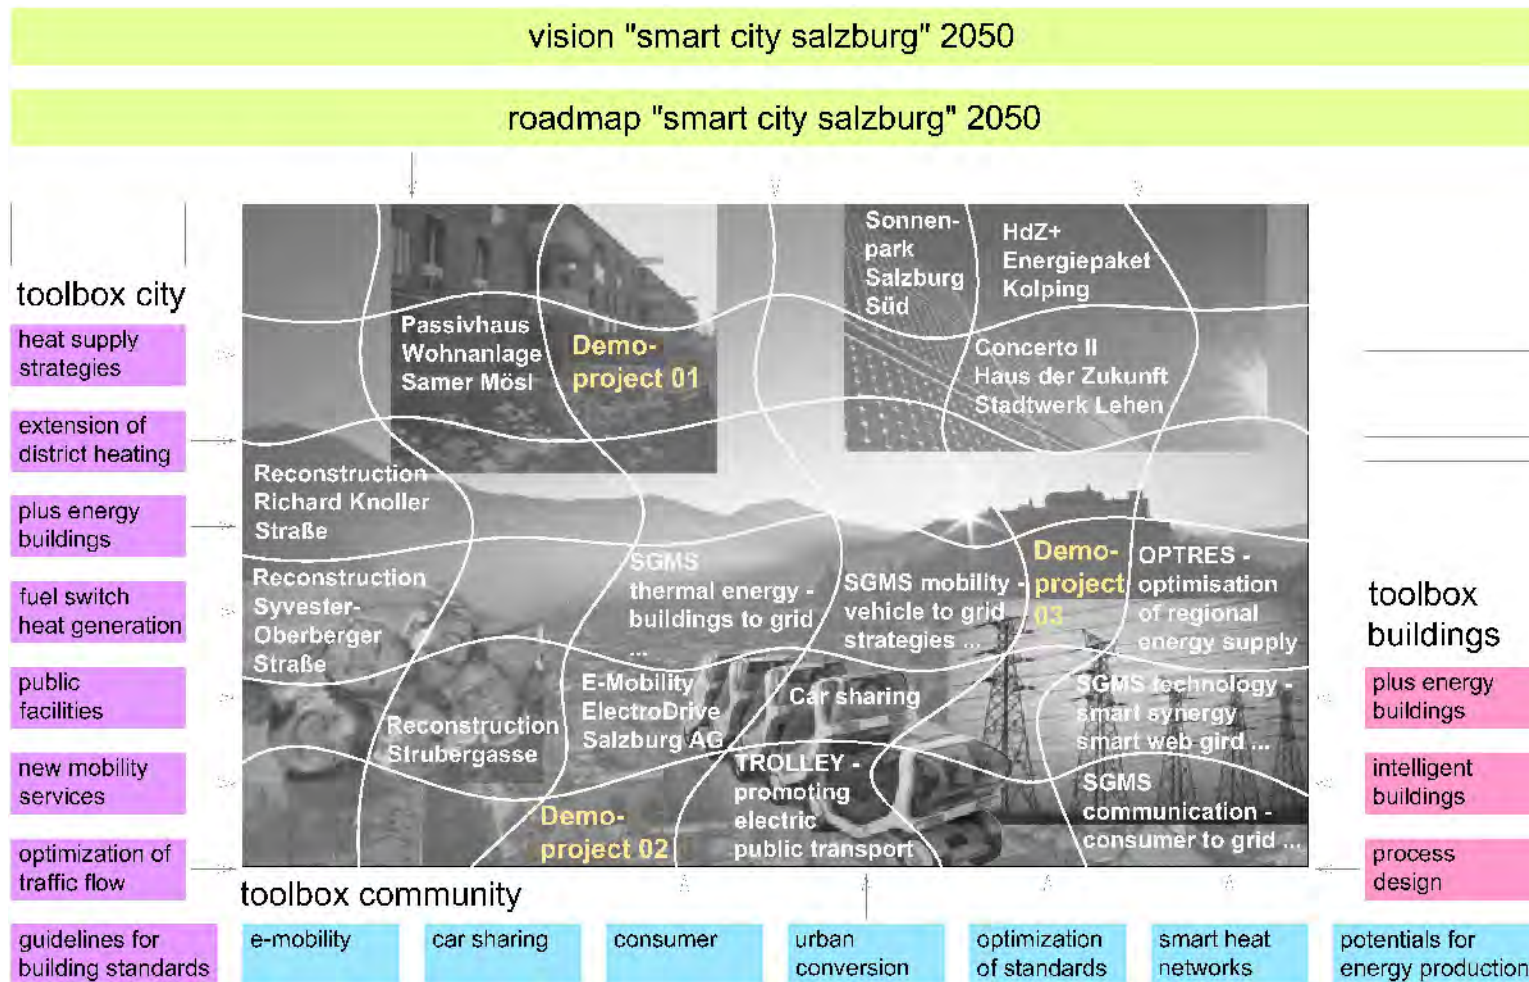 vision "smart city salzburg" 2050
roadmap "smart city salzburg" 2050
toolbox city
heat supply
strategies
extension of
district heating
plus energy
buildings
fuel switch
heat generation
public
facilities
new mobility
services
optimization of
traffic flow
guidelines for
building standards
Passivhaus
Wohnanlage
Samer Mösl
Demo-
project 01
Sonnen-
park
Salzburg
Süd
HdZ+
Energiepaket
Kolping
Concerto II
Haus der Zukunft
Stadtwerk Lehen
Reconstruction
Richard Knoller
Straße
Reconstruction
Syvester-
Oberberger
Straße
SGMS
thermal energy -
buildings to grid
...
SGMS mobility -
vehicle to grid
strategies ...
Demo-
project
03
OPTRES -
optimisation
of regional
energy supply
Reconstruction
Strubergasse
E-Mobility
ElectroDrive
Salzburg AG
Car sharing
SGMS technology -
smart synergy
smart web gird ...
Demo-
project 02
TROLLEY -
promoting
electric
public transport
SGMS
communication -
consumer to grid ...
toolbox
buildings
plus energy
buildings
intelligent
buildings
process
design
toolbox community
e-mobility
car sharing
consumer
urban
conversion
optimization
of standards
smart heat
networks
potentials for
energy production